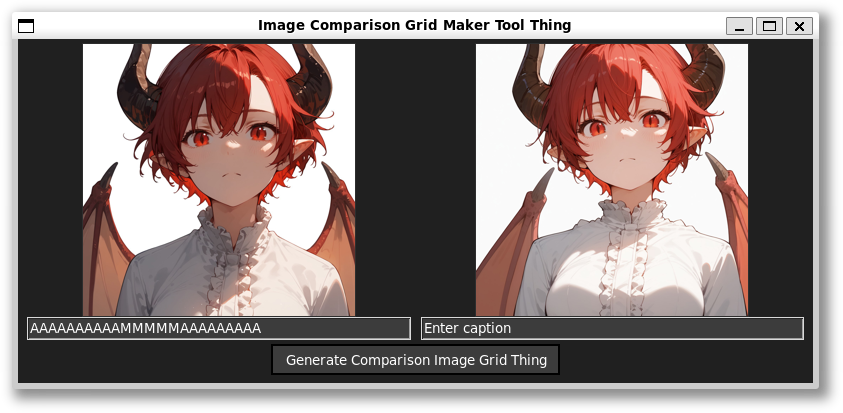 Image Comparison Grid Maker Tool Thing
AAAAAAAAAAMMMMMAAAAAAAAA
Enter caption
Generate Comparison Image Grid Thing